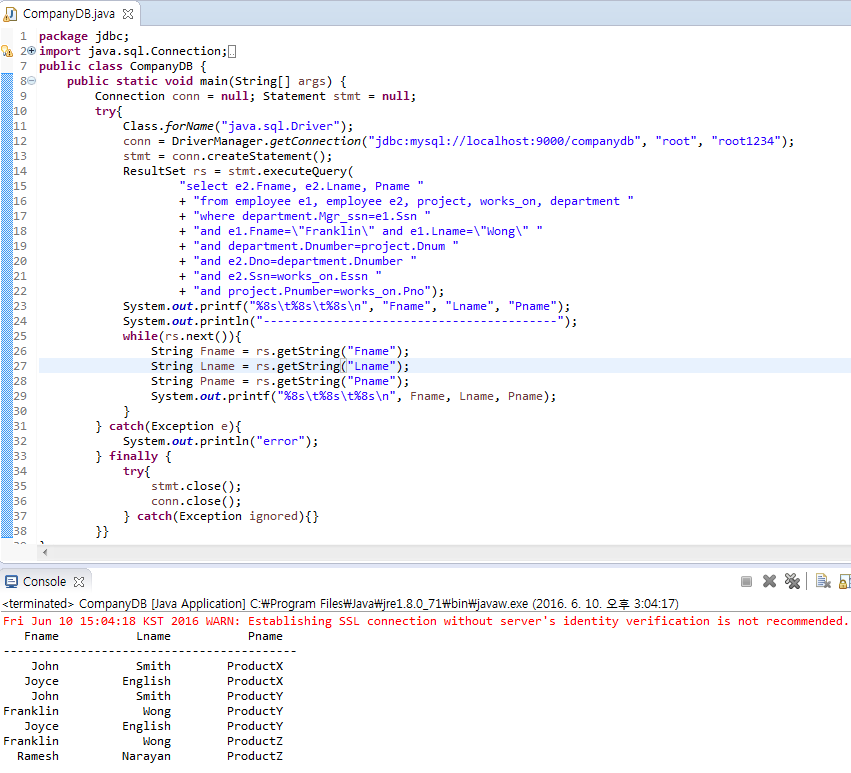 CompanyDB.java
1 package jdbc;
2 import java.sql.Connection;
7 public class CompanyDB {
8     public static void main(String[] args) {
9         Connection conn = null; Statement stmt = null;
10         try{
11             Class.forName("java.sql.Driver");
12             conn = DriverManager.getConnection("jdbc:mysql://localhost:9000/companydb", "root", "root1234");
13             stmt = conn.createStatement();
14             ResultSet rs = stmt.executeQuery(
15                     "select e2.Fname, e2.Lname, Pname "
16                     + "from employee e1, employee e2, project, works_on, department "
17                     + "where department.Mgr_ssn=e1.Ssn "
18                     + "and e1.Fname=\"Franklin\" and e1.Lname=\"Wong\" "
19                     + "and department.Dnumber=project.Dnum "
20                     + "and e2.Dno=department.Dnumber "
21                     + "and e2.Ssn=works_on.Essn "
22                     + "and project.Pnumber=works_on.Pno");
23             System.out.printf("%8s\t%8s\t%8s\n", "Fname", "Lname", "Pname");
24             System.out.println("------------------------------------------");
25             while(rs.next()){
26                 String Fname = rs.getString("Fname");
27                 String Lname = rs.getString("Lname");
28                 String Pname = rs.getString("Pname");
29                 System.out.printf("%8s\t%8s\t%8s\n", Fname, Lname, Pname);
30             }
31         } catch(Exception e){
32             System.out.println("error");
33         } finally {
34             try{
35                 stmt.close();
36                 conn.close();
37             } catch(Exception ignored){}
38         }}
Console
<terminated> CompanyDB [Java Application] C:₩Program Files₩Java₩jre1.8.0_71₩bin₩javaw.exe (2016. 6. 10. 오후 3:04:17)
Fri Jun 10 15:04:18 KST 2016 WARN: Establishing SSL connection without server's identity verification is not recommended.
Fname Lname Pname
------------------------------------------
John Smith ProductX
Joyce English ProductX
John Smith ProductY
Franklin Wong ProductY
Joyce English ProductY
Franklin Wong ProductZ
Ramesh Narayan ProductZ